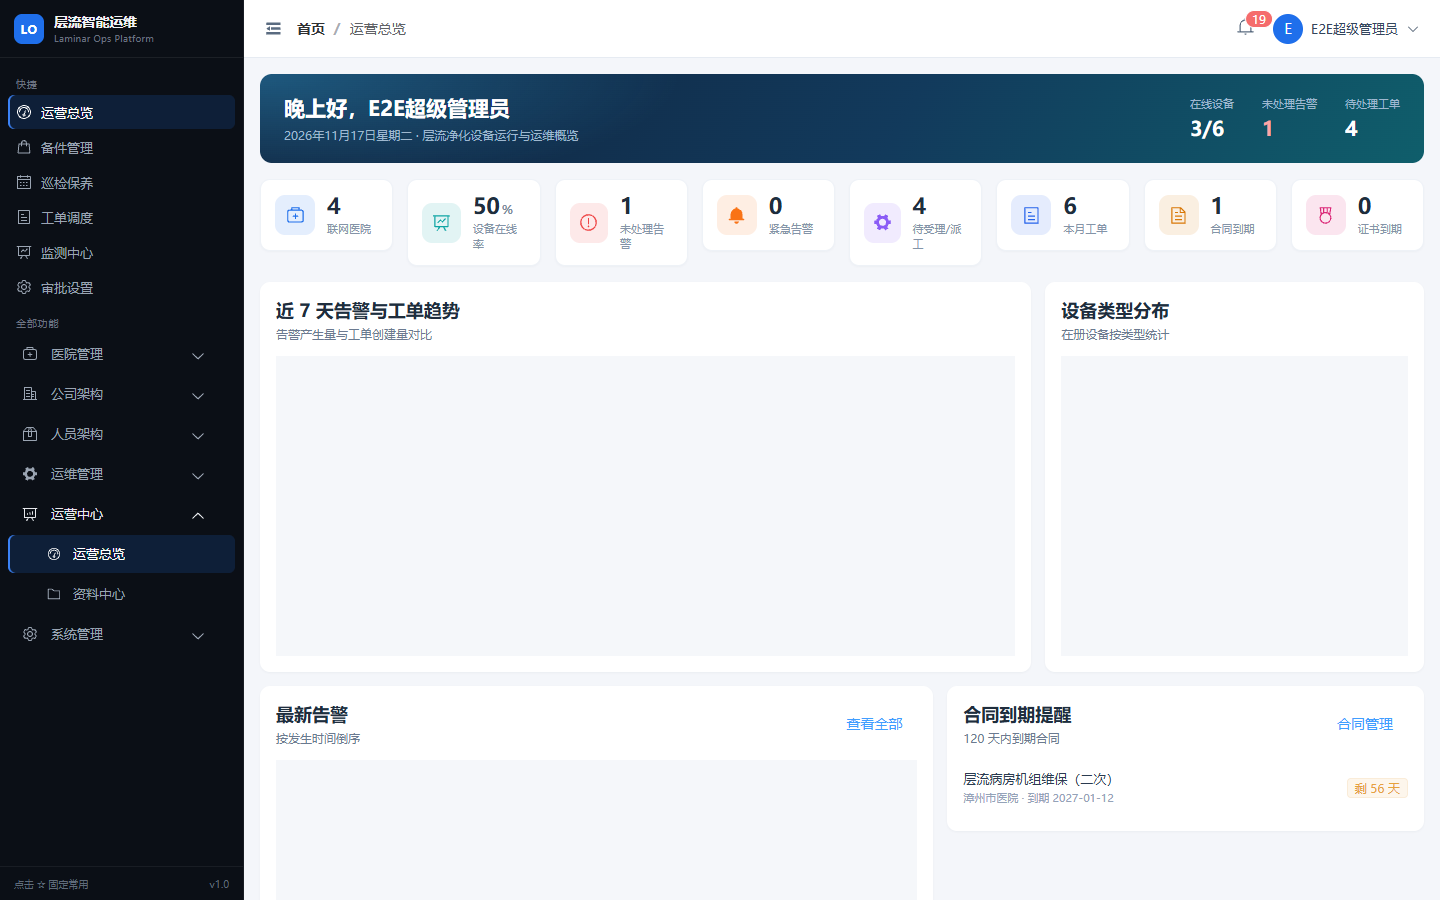 LO
层流智能运维
Laminar Ops Platform
快捷
运营总览
备件管理
巡检保养
工单调度
监测中心
审批设置
全部功能
医院管理
公司架构
人员架构
运维管理
运营中心
运营总览
资料中心
系统管理
点击 ☆ 固定常用
v1.0
首页 / 运营总览
19
E
E2E超级管理员
晚上好，E2E超级管理员
2026年11月17日星期二 · 层流净化设备运行与运维概览
在线设备
3/6
未处理告警
1
待处理工单
4
4
联网医院
50%
设备在线
率
1
未处理告
警
0
紧急告警
4
待受理/派
工
6
本月工单
1
合同到期
0
证书到期
近 7 天告警与工单趋势
告警产生量与工单创建量对比
设备类型分布
在册设备按类型统计
最新告警
按发生时间倒序
查看全部
合同到期提醒
120 天内到期合同
合同管理
层流病房机组维保（二次）
漳州市医院 · 到期 2027-01-12
剩 56 天